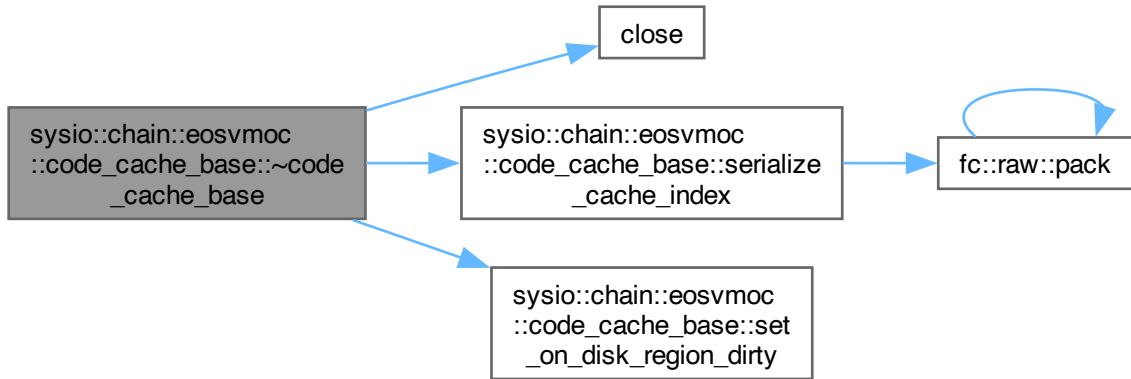 close
sysio::chain::eosvmoc
::code_cache_base::~code
_cache_base
sysio::chain::eosvmoc
::code_cache_base::serialize
_cache_index
fc::raw::pack
sysio::chain::eosvmoc
::code_cache_base::set
_on_disk_region_dirty